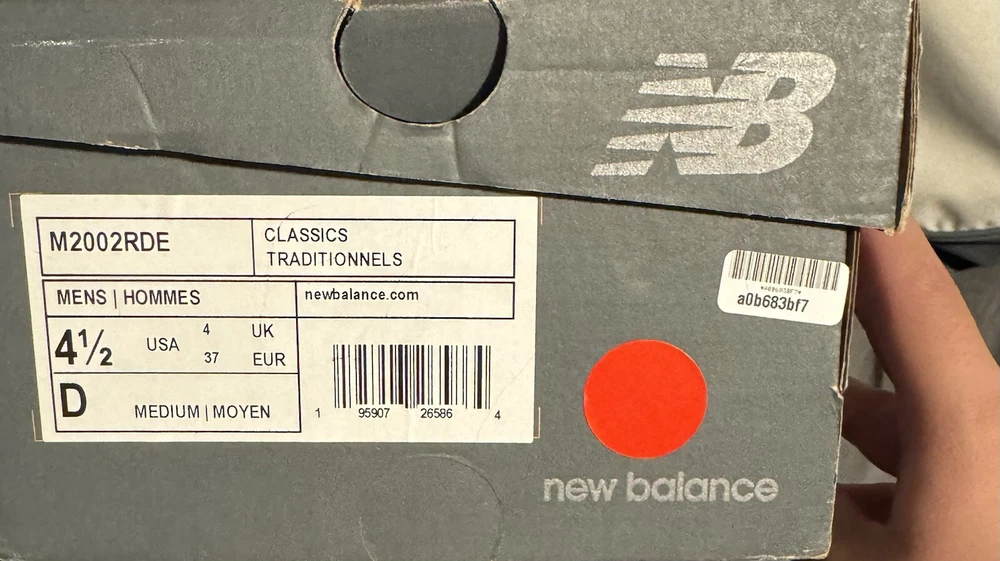 NB
M2002RDE
CLASSICS
TRADITIONNELS
MENS | HOMMES
newbalance.com
4½ USA 4 UK
37 EUR
D MEDIUM | MOYEN
1 95907 26586 4
a0b683bf7
new balance